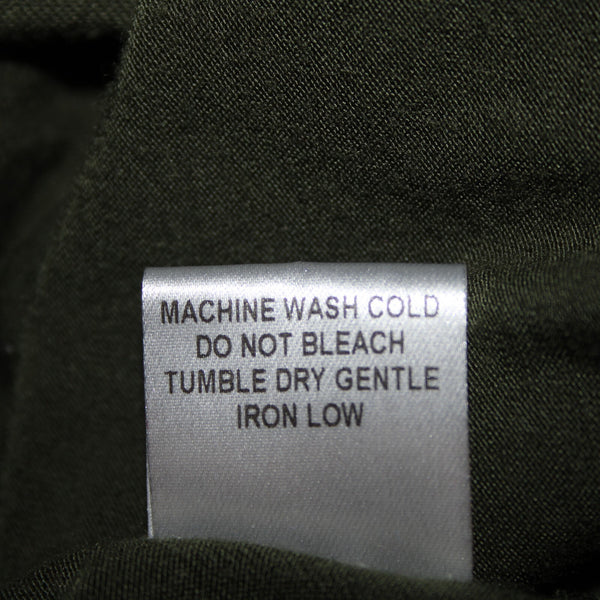 MACHINE WASH COLD
DO NOT BLEACH
TUMBLE DRY GENTLE
IRON LOW